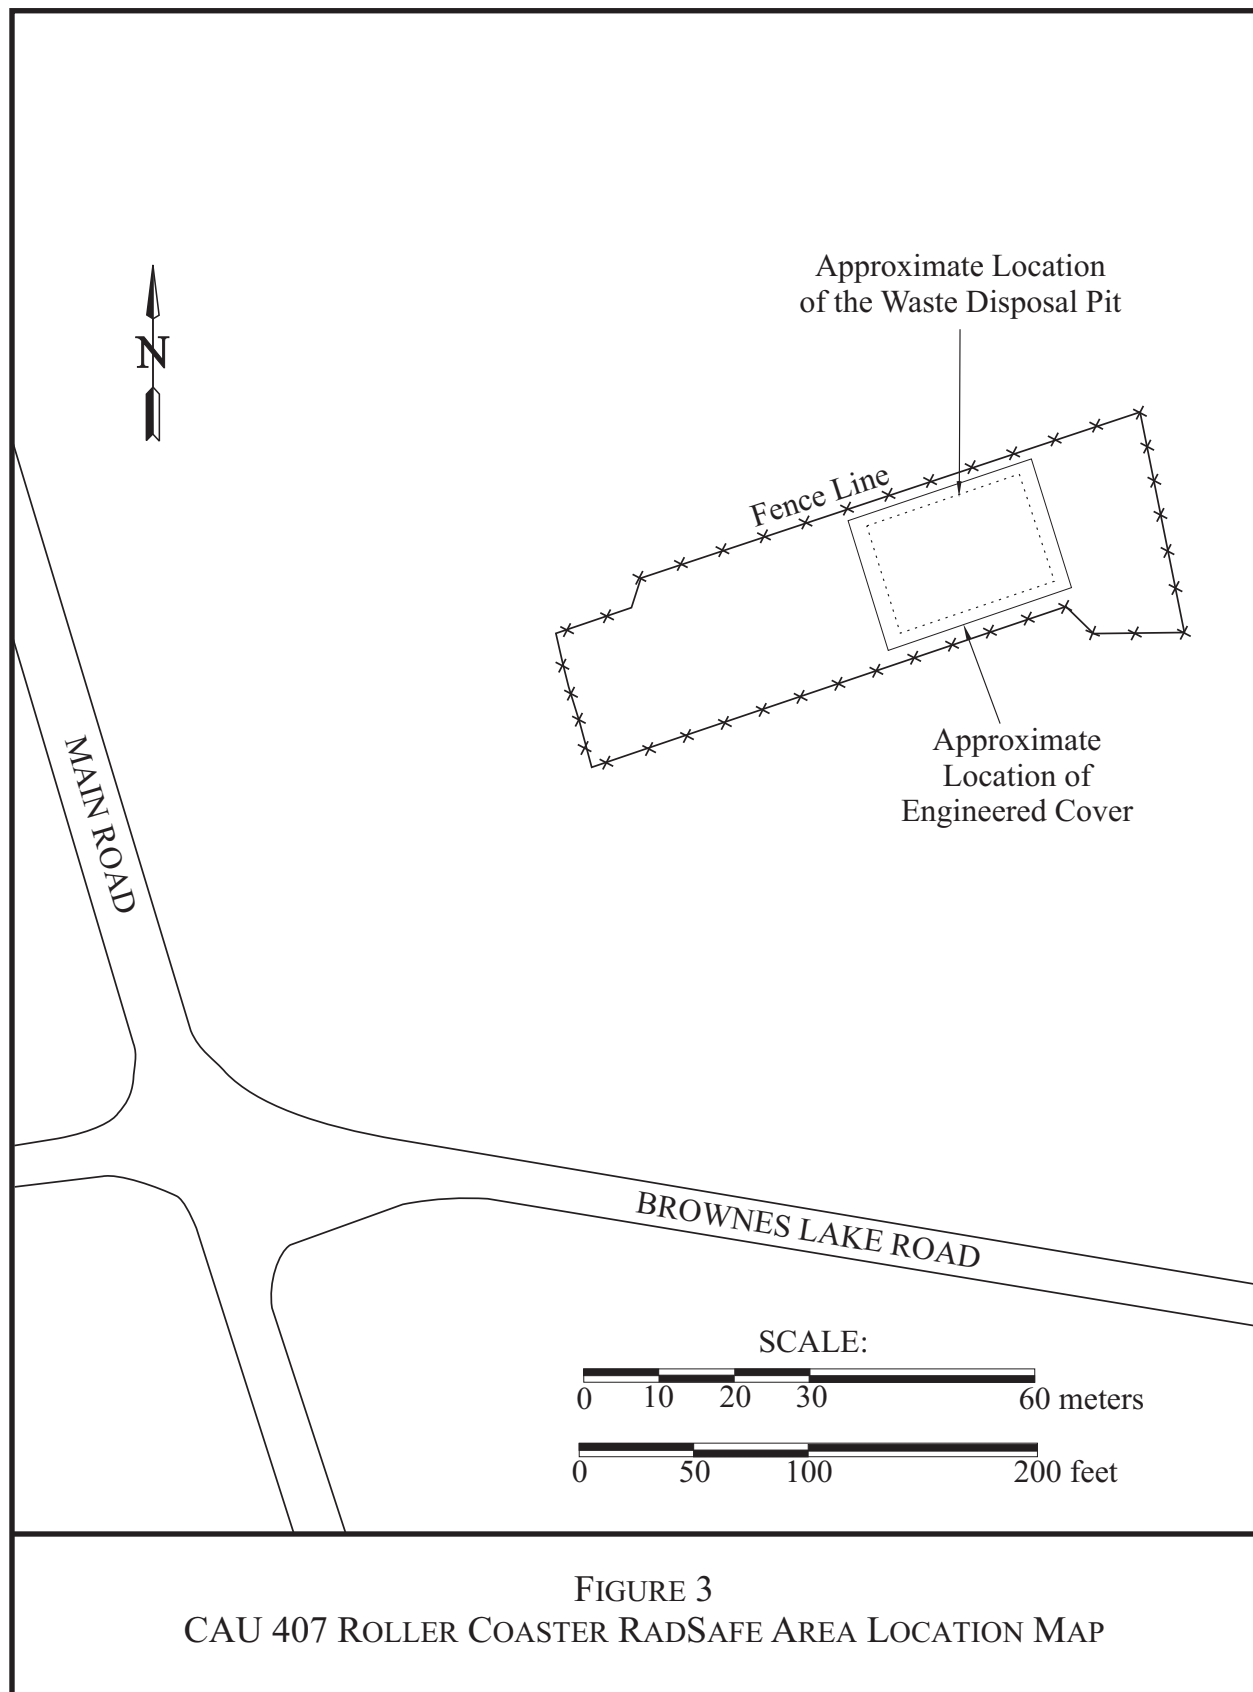 Approximate Location
of the Waste Disposal Pit
N
Fence Line
Approximate
Location of
Engineered Cover
MAIN ROAD
BROWNES LAKE ROAD
SCALE:
0 10 20 30 60 meters
0 50 100 200 feet
FIGURE 3
CAU 407 ROLLER COASTER RADSAFE AREA LOCATION MAP